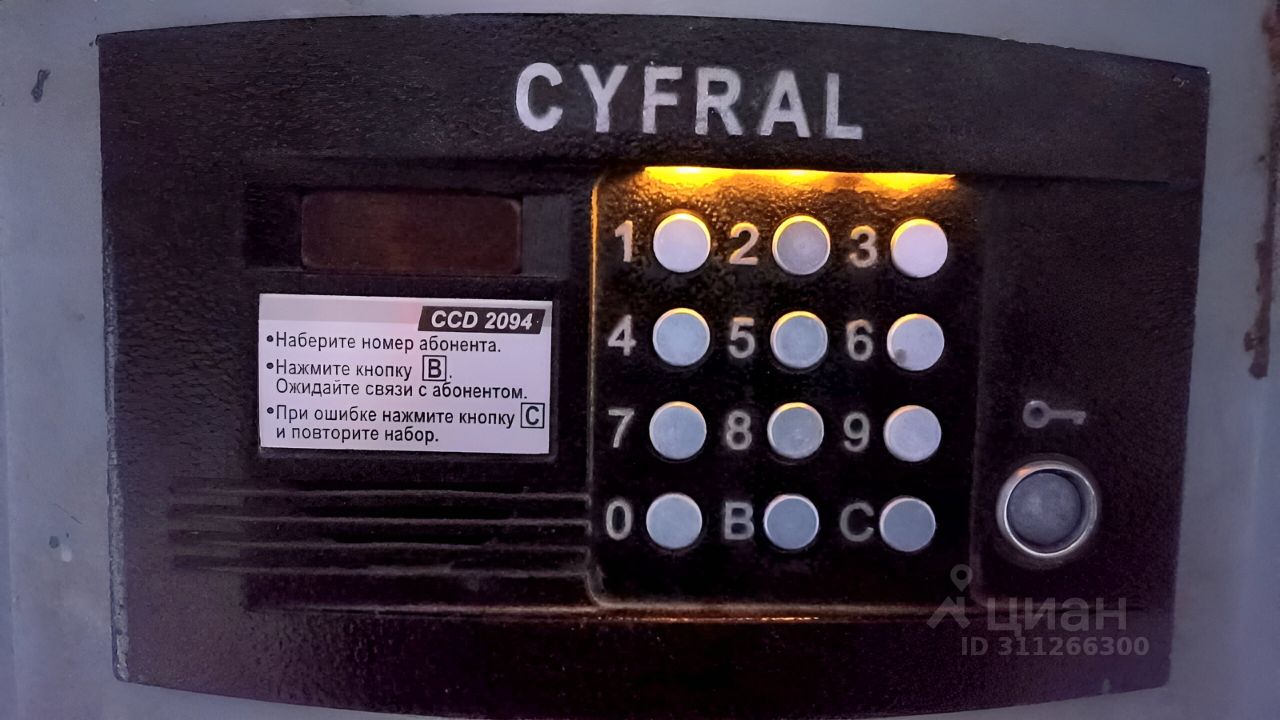 CYFRAL
CCD 2094
•Наберите номер абонента.
•Нажмите кнопку B.
Ожидайте связи с абонентом.
•При ошибке нажмите кнопку C
и повторите набор.
1 2 3
4 5 6
7 8 9
0 B C
циан
ID 311266300